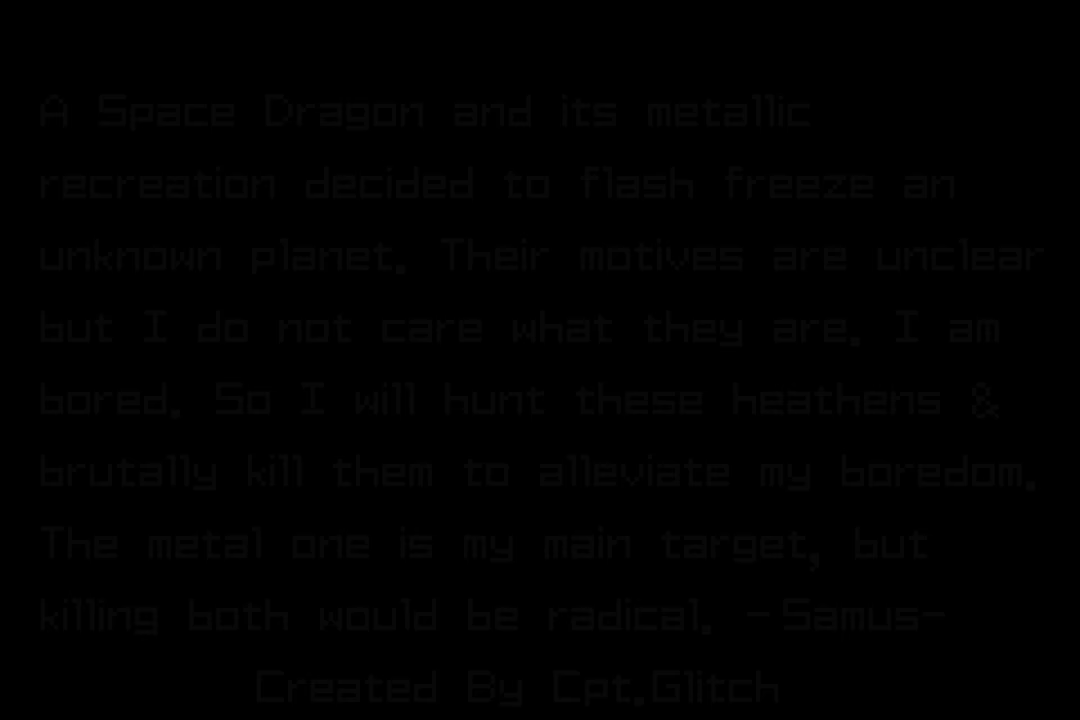 A Space Dragon and its metallic
recreation decided to flash freeze an
unknown planet. Their motives are unclear
but I do not care what they are. I am
bored. So I will hunt these heathens &
brutally kill them to alleviate my boredom.
The metal one is my main target, but
killing both would be radical. -Samus-
Created By Cpt.Glitch